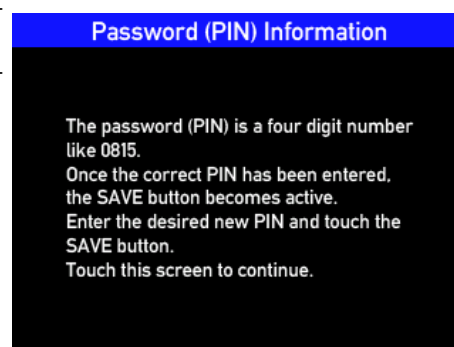 Password (PIN) Information
The password (PIN) is a four digit number
like 0815.
Once the correct PIN has been entered,
the SAVE button becomes active.
Enter the desired new PIN and touch the
SAVE button.
Touch this screen to continue.